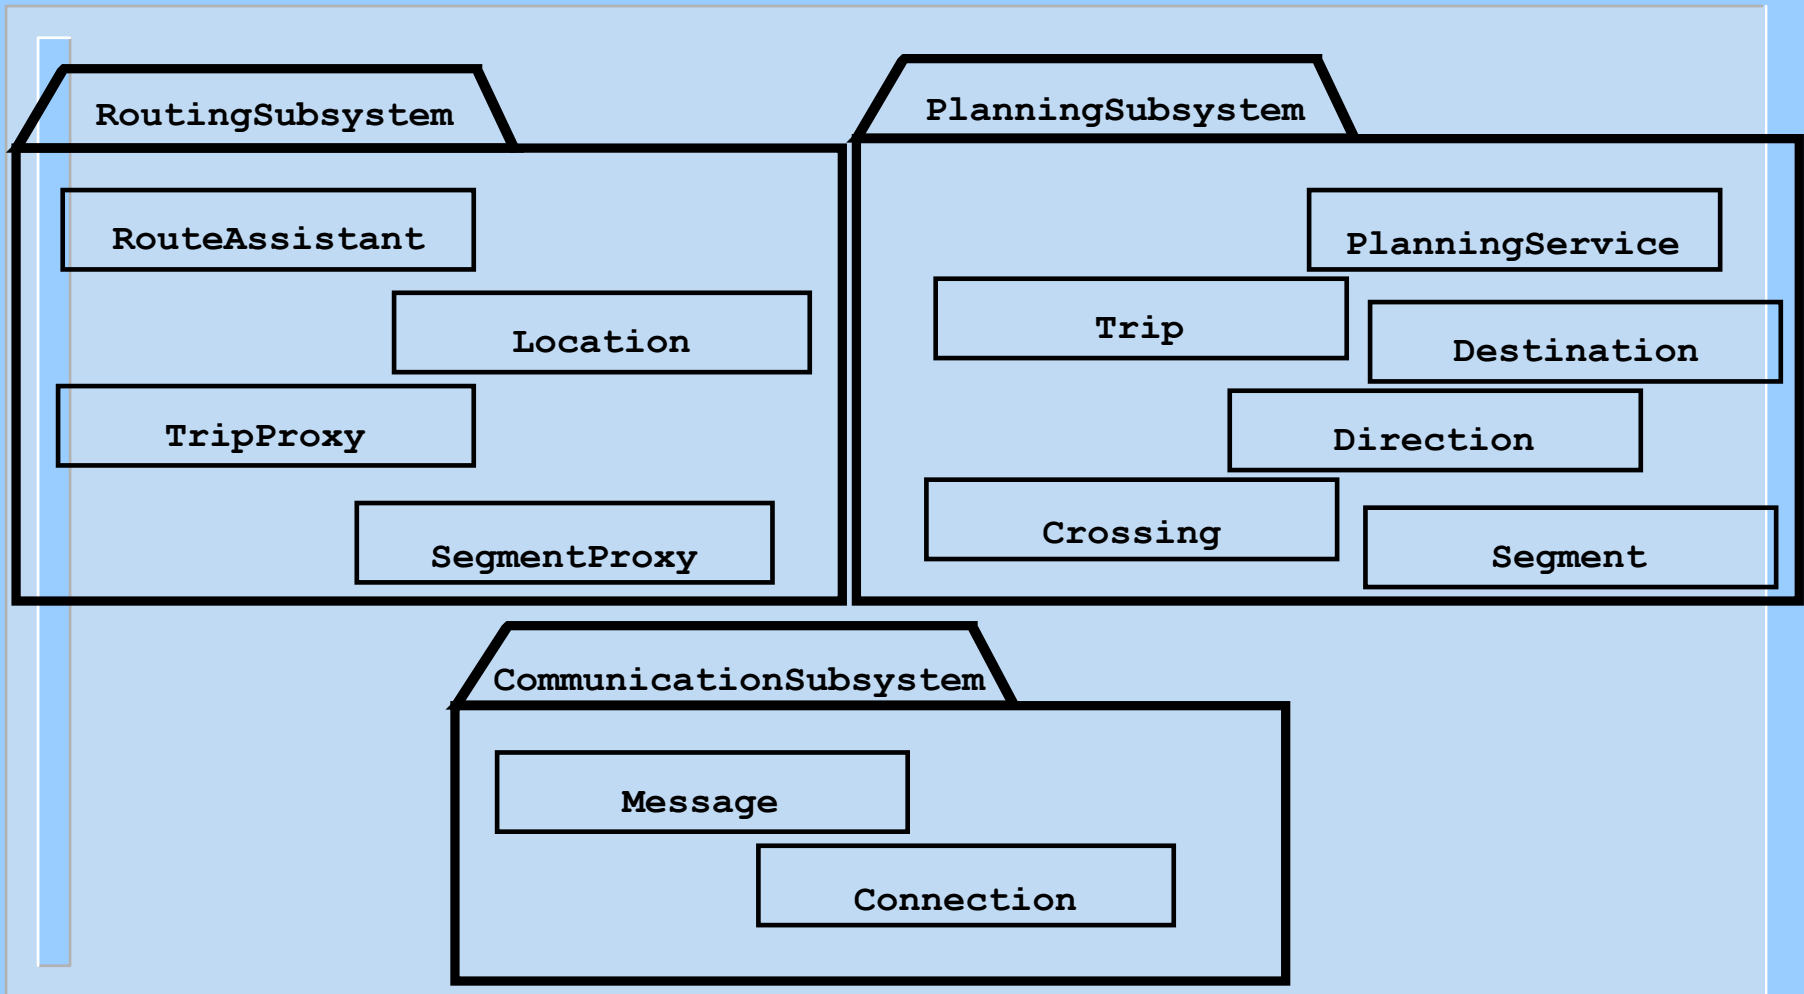 RoutingSubsystem
RouteAssistant
Location
TripProxy
SegmentProxy
PlanningSubsystem
PlanningService
Trip
Destination
Direction
Crossing
Segment
CommunicationSubsystem
Message
Connection